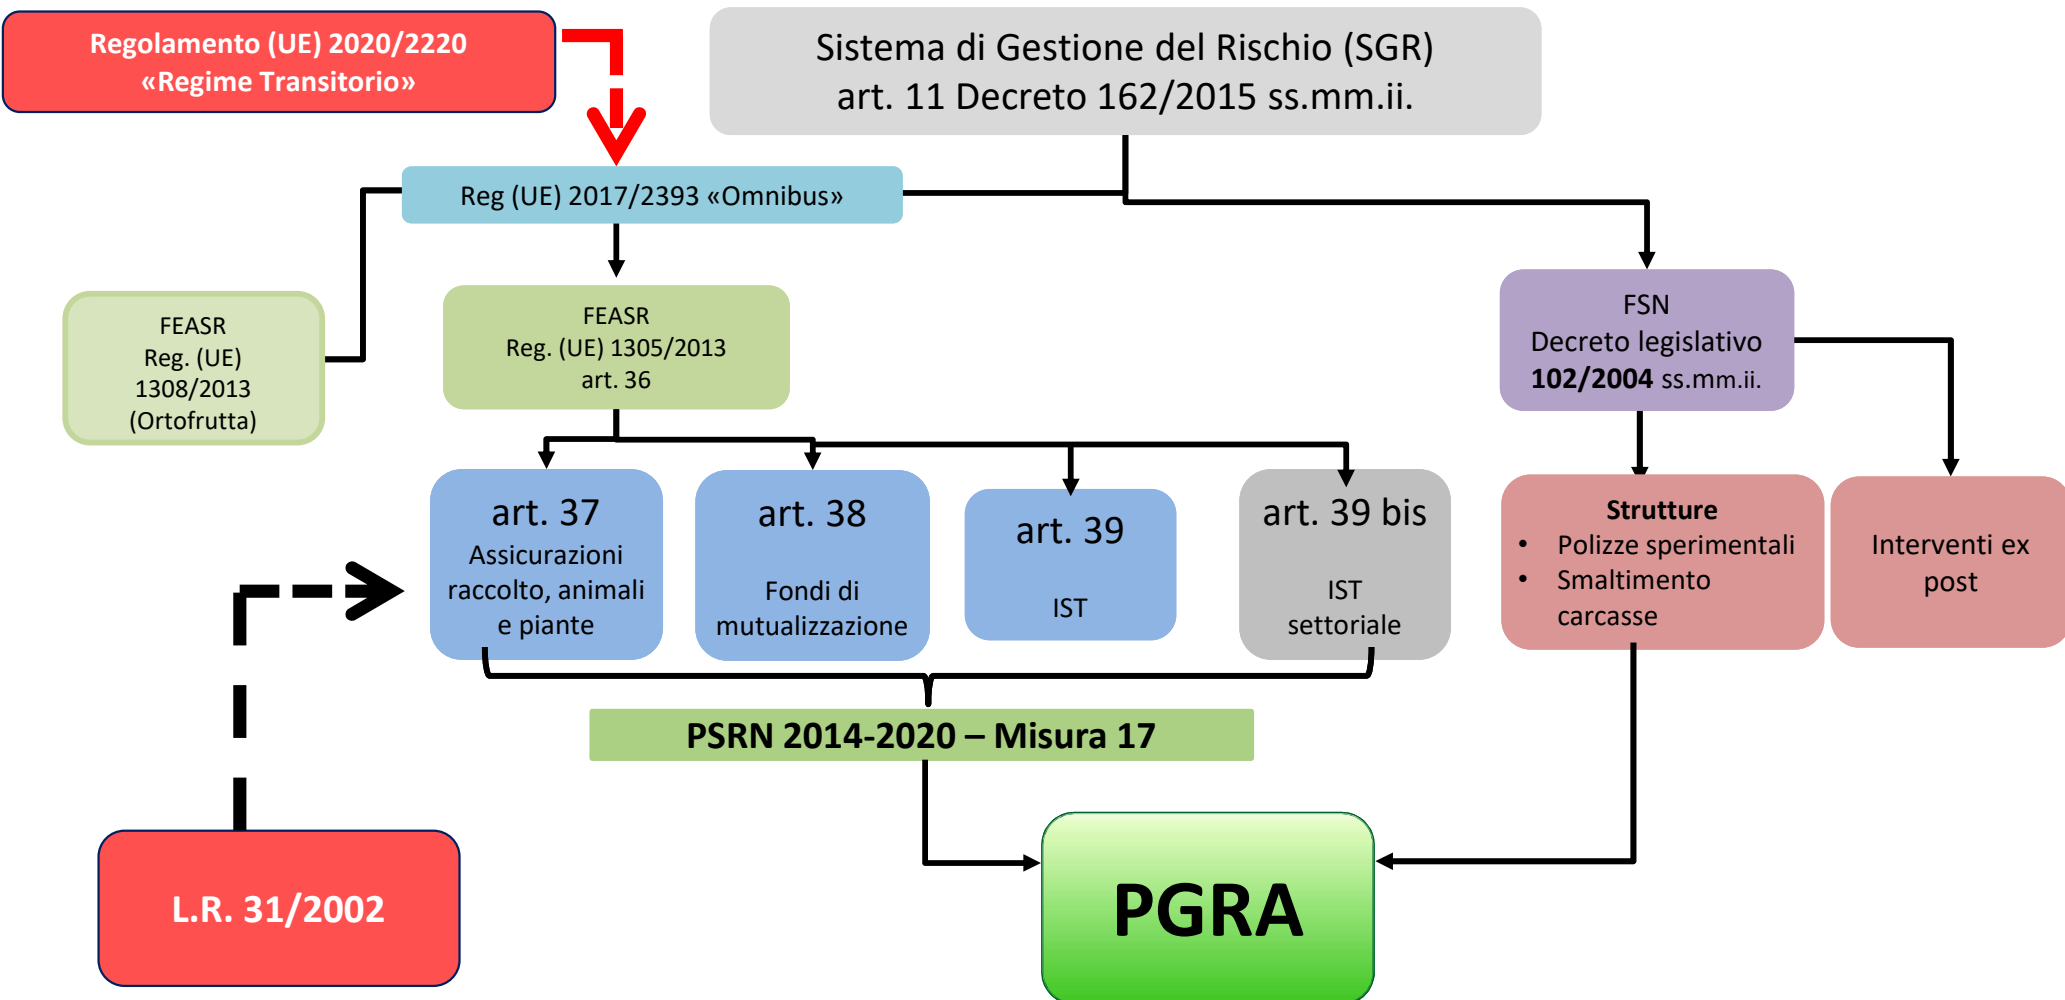 Regolamento (UE) 2020/2220
«Regime Transitorio»
Sistema di Gestione del Rischio (SGR)
art. 11 Decreto 162/2015 ss.mm.ii.
Reg (UE) 2017/2393 «Omnibus»
FEASR
Reg. (UE)
1308/2013
(Ortofrutta)
FEASR
Reg. (UE) 1305/2013
art. 36
FSN
Decreto legislativo
102/2004 ss.mm.ii.
art. 37
Assicurazioni
raccolto, animali
e piante
art. 38
Fondi di
mutualizzazione
art. 39
IST
art. 39 bis
IST
settoriale
Strutture
• Polizze sperimentali
• Smaltimento
carcasse
Interventi ex
post
PSRN 2014-2020 – Misura 17
L.R. 31/2002
PGRA